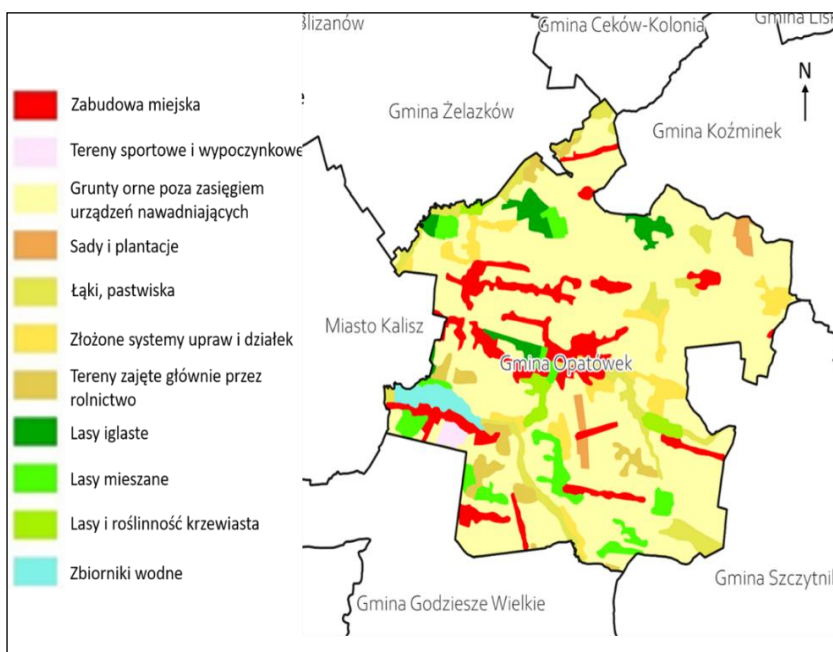 Zabudowa miejska
Tereny sportowe i wypoczynkowe
Grunty orne poza zasięgiem
urządzeń nawadniających
Sady i plantacje
Łąki, pastwiska
Złożone systemy upraw i działek
Tereny zajęte głównie przez
rolnictwo
Lasy iglaste
Lasy mieszane
Lasy i roślinność krzewiasta
Zbiorniki wodne
Gmina Ceków-Kolonia
N
Gmina Żelazków
Gmina Koźminek
Miasto Kalisz
Gmina Opatówek
Gmina Szczytnik
Gmina Godziesze Wielkie